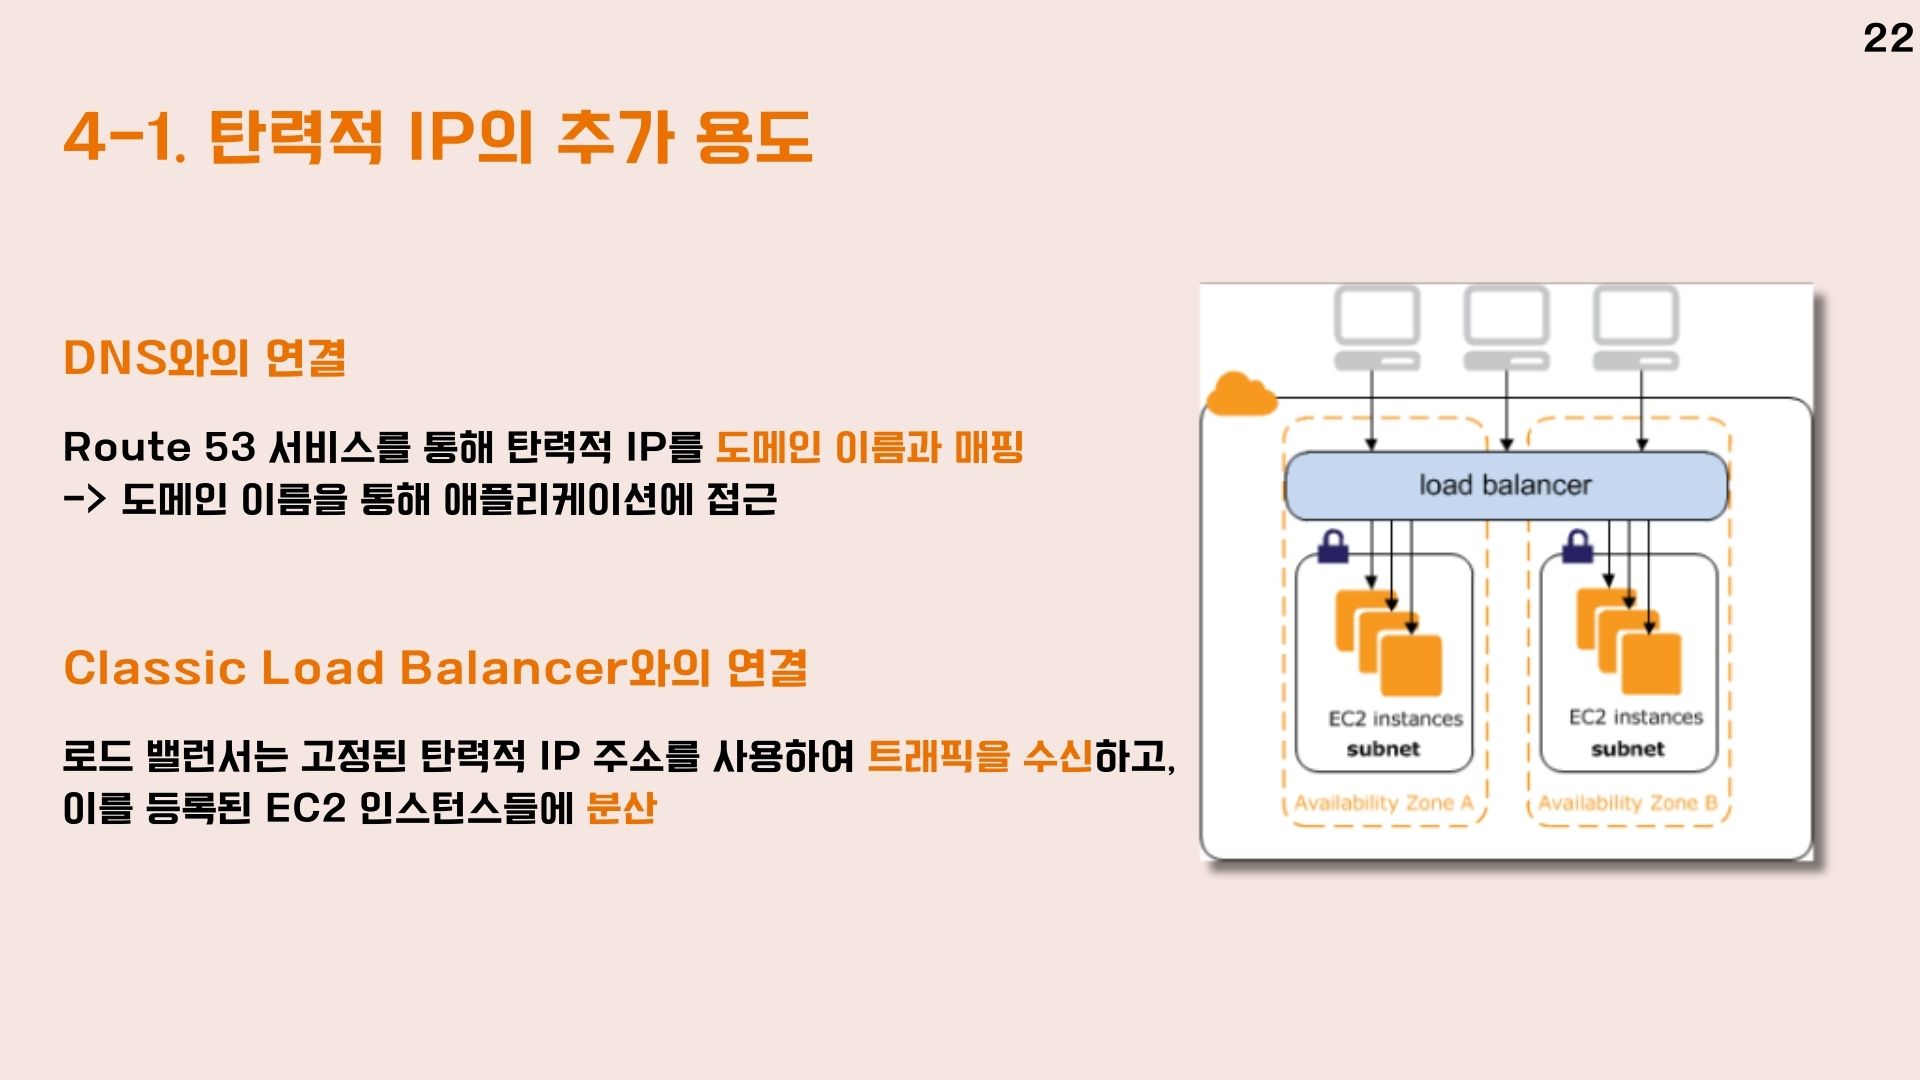 22
4-1. 탄력적 IP의 추가 용도
DNS와의 연결
Route 53 서비스를 통해 탄력적 IP를 도메인 이름과 매핑
-> 도메인 이름을 통해 애플리케이션에 접근
Classic Load Balancer와의 연결
로드 밸런서는 고정된 탄력적 IP 주소를 사용하여 트래픽을 수신하고,
이를 등록된 EC2 인스턴스들에 분산
load balancer
EC2 instances
subnet
Availability Zone A
EC2 instances
subnet
Availability Zone B